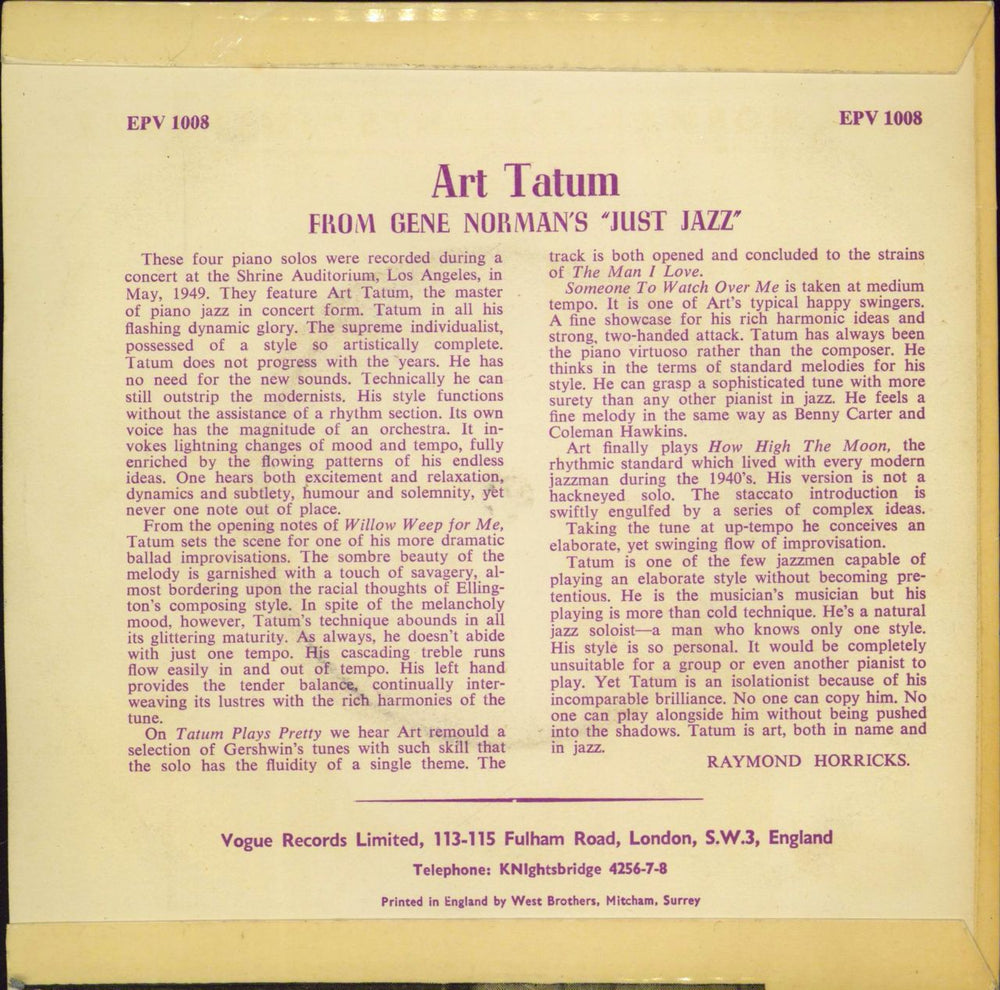 EPV 1008
EPV 1008
Art Tatum
FROM GENE NORMAN'S "JUST JAZZ"
These four piano solos were recorded during a
concert at the Shrine Auditorium, Los Angeles, in
May, 1949. They feature Art Tatum, the master
of piano jazz in concert form. Tatum in all his
flashing dynamic glory. The supreme individualist,
possessed of a style so artistically complete.
Tatum does not progress with the years. He has
no need for the new sounds. Technically he can
still outstrip the modernists. His style functions
without the assistance of a rhythm section. Its own
voice has the magnitude of an orchestra. It in-
vokes lightning changes of mood and tempo, fully
enriched by the flowing patterns of his endless
ideas. One hears both excitement and relaxation,
dynamics and subtlety, humour and solemnity, yet
never one note out of place.
From the opening notes of Willow Weep for Me,
Tatum sets the scene for one of his more dramatic
ballad improvisations. The sombre beauty of the
melody is garnished with a touch of savagery, al-
most bordering upon the racial thoughts of Elling-
ton's composing style. In spite of the melancholy
mood, however, Tatum's technique abounds in all
its glittering maturity. As always, he doesn't abide
with just one tempo. His cascading treble runs
flow easily in and out of tempo. His left hand
provides the tender balance, continually inter-
weaving its lustres with the rich harmonies of the
tune.
On Tatum Plays Pretty we hear Art remould a
selection of Gershwin's tunes with such skill that
the solo has the fluidity of a single theme. The
track is both opened and concluded to the strains
of The Man I Love.
Someone To Watch Over Me is taken at medium
tempo. It is one of Art's typical happy swingers.
A fine showcase for his rich harmonic ideas and
strong, two-handed attack. Tatum has always been
the piano virtuoso rather than the composer. He
thinks in the terms of standard melodies for his
style. He can grasp a sophisticated tune with more
surety than any other pianist in jazz. He feels a
fine melody in the same way as Benny Carter and
Coleman Hawkins.
Art finally plays How High The Moon, the
rhythmic standard which lived with every modern
jazzman during the 1940's. His version is not a
hackneyed solo. The staccato introduction is
swiftly engulfed by a series of complex ideas.
Taking the tune at up-tempo he conceives an
elaborate, yet swinging flow of improvisation.
Tatum is one of the few jazzmen capable of
playing an elaborate style without becoming pre-
tentious. He is the musician's musician but his
playing is more than cold technique. He's a natural
jazz soloist—a man who knows only one style.
His style is so personal. It would be completely
unsuitable for a group or even another pianist to
play. Yet Tatum is an isolationist because of his
incomparable brilliance. No one can copy him. No
one can play alongside him without being pushed
into the shadows. Tatum is art, both in name and
in jazz.
RAYMOND HORRICKS.
Vogue Records Limited, 113-115 Fulham Road, London, S.W.3, England
Telephone: KNIghtsbridge 4256-7-8
Printed in England by West Brothers, Mitcham, Surrey